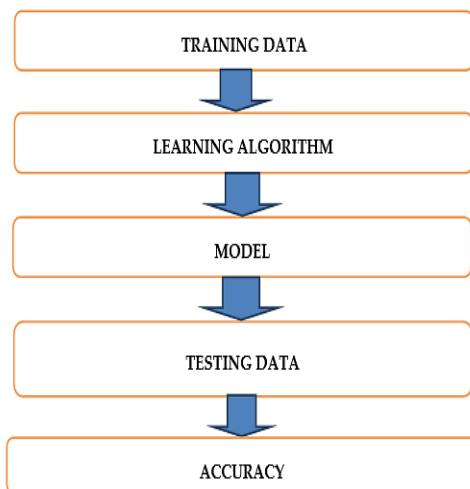 TRAINING DATA
LEARNING ALGORITHM
MODEL
TESTING DATA
ACCURACY